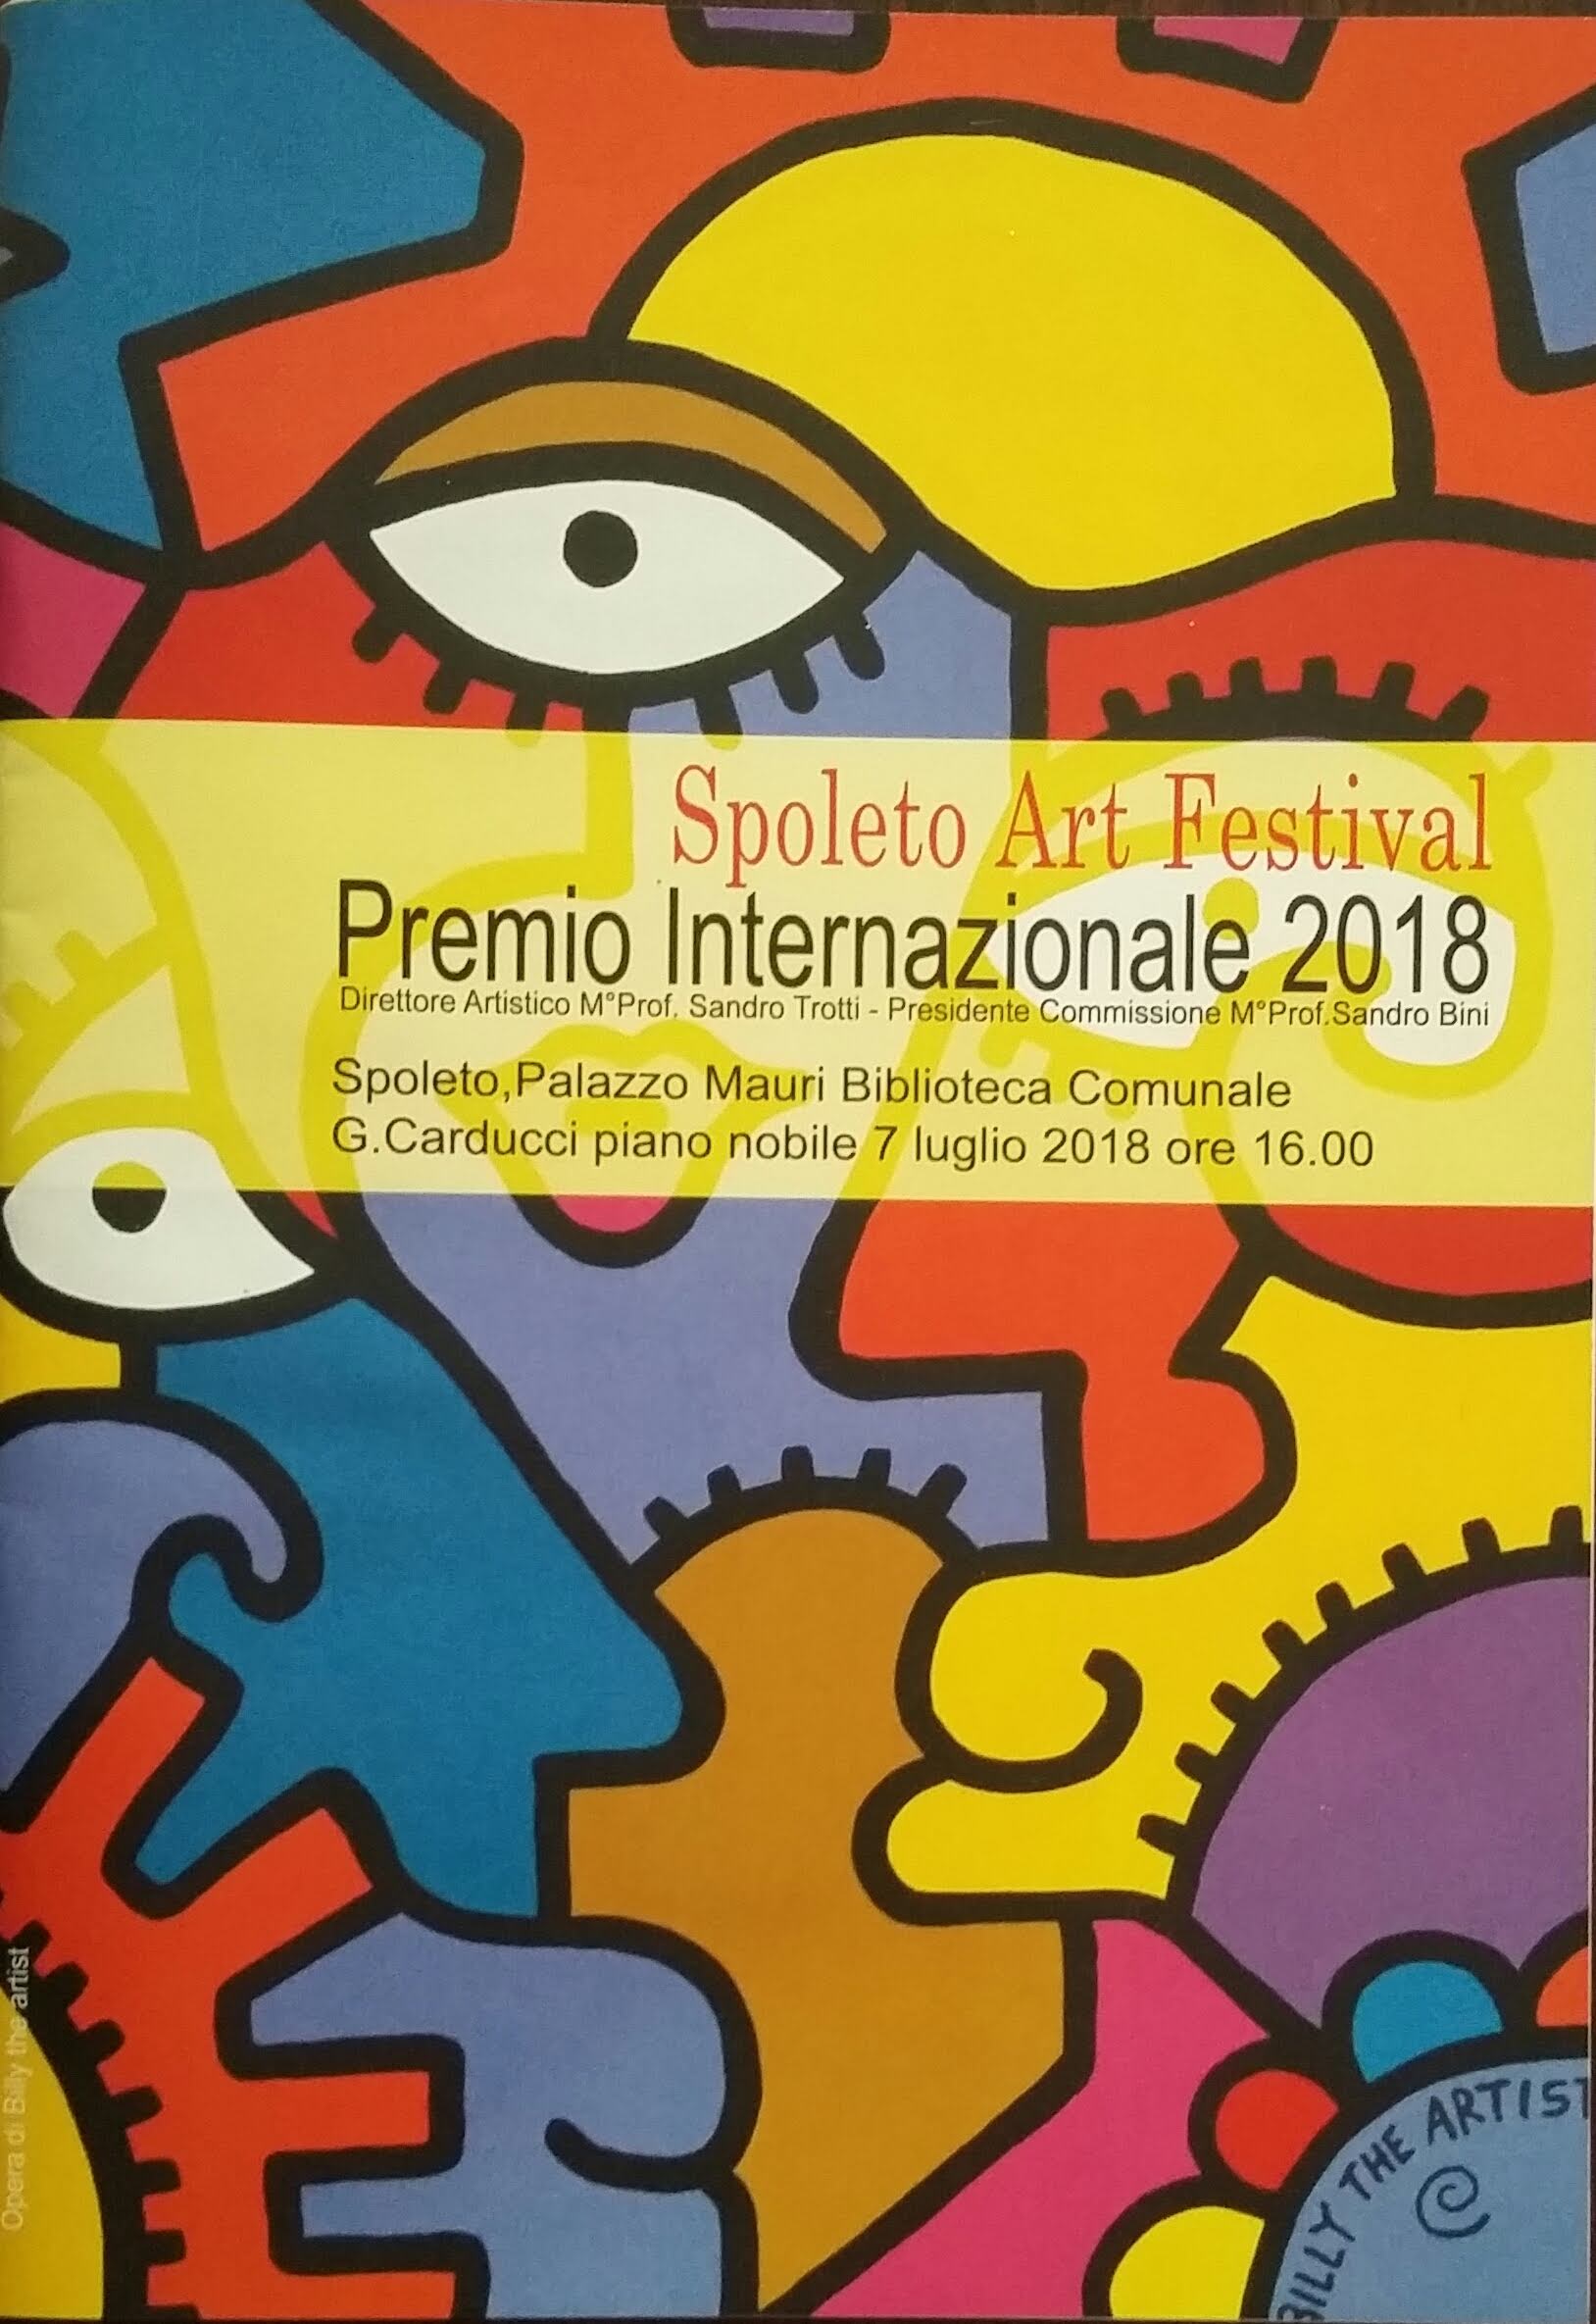 Spoleto Art Festival
Premio Internazionale 2018
Direttore Artistico M°Prof. Sandro Trotti - Presidente Commissione M°Prof.Sandro Bini
Spoleto,Palazzo Mauri Biblioteca Comunale
G.Carducci piano nobile 7 luglio 2018 ore 16.00
Opera di Billy the artist
BILLY THE ARTIST